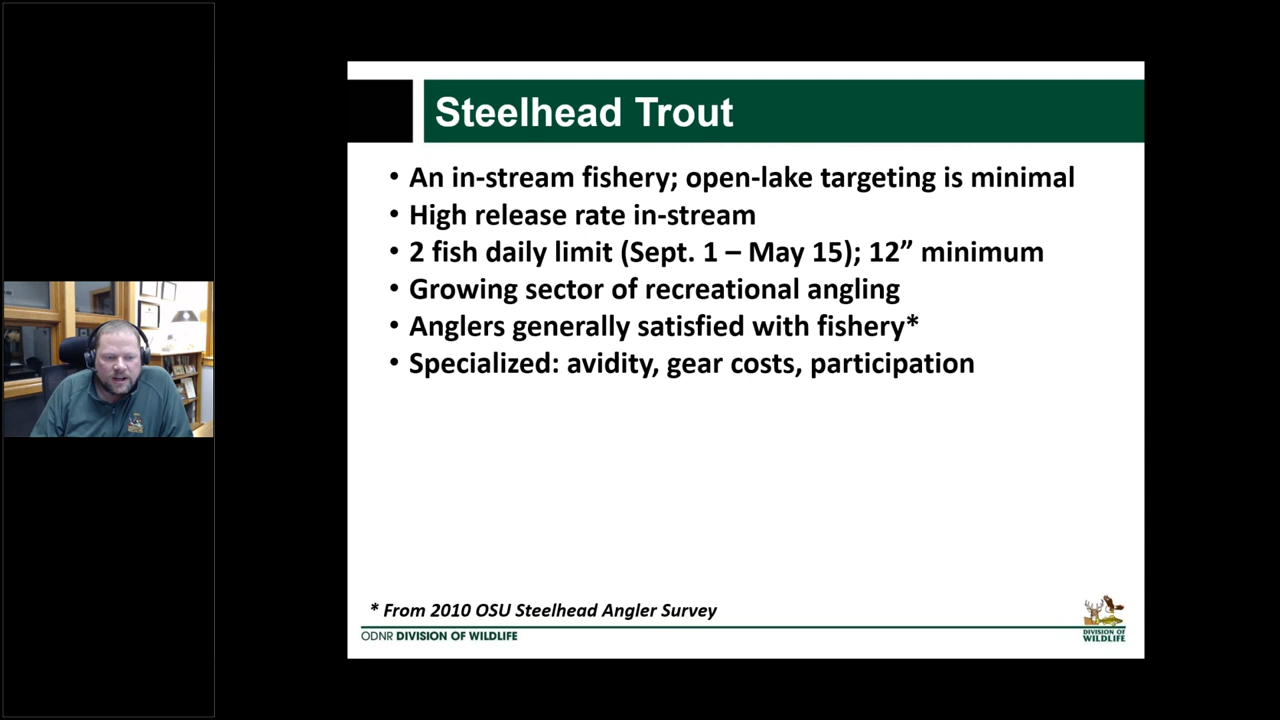 Steelhead Trout
• An in-stream fishery; open-lake targeting is minimal
• High release rate in-stream
• 2 fish daily limit (Sept. 1 – May 15); 12” minimum
• Growing sector of recreational angling
• Anglers generally satisfied with fishery*
• Specialized: avidity, gear costs, participation
* From 2010 OSU Steelhead Angler Survey
ODNR DIVISION OF WILDLIFE
DIVISION OF
WILDLIFE